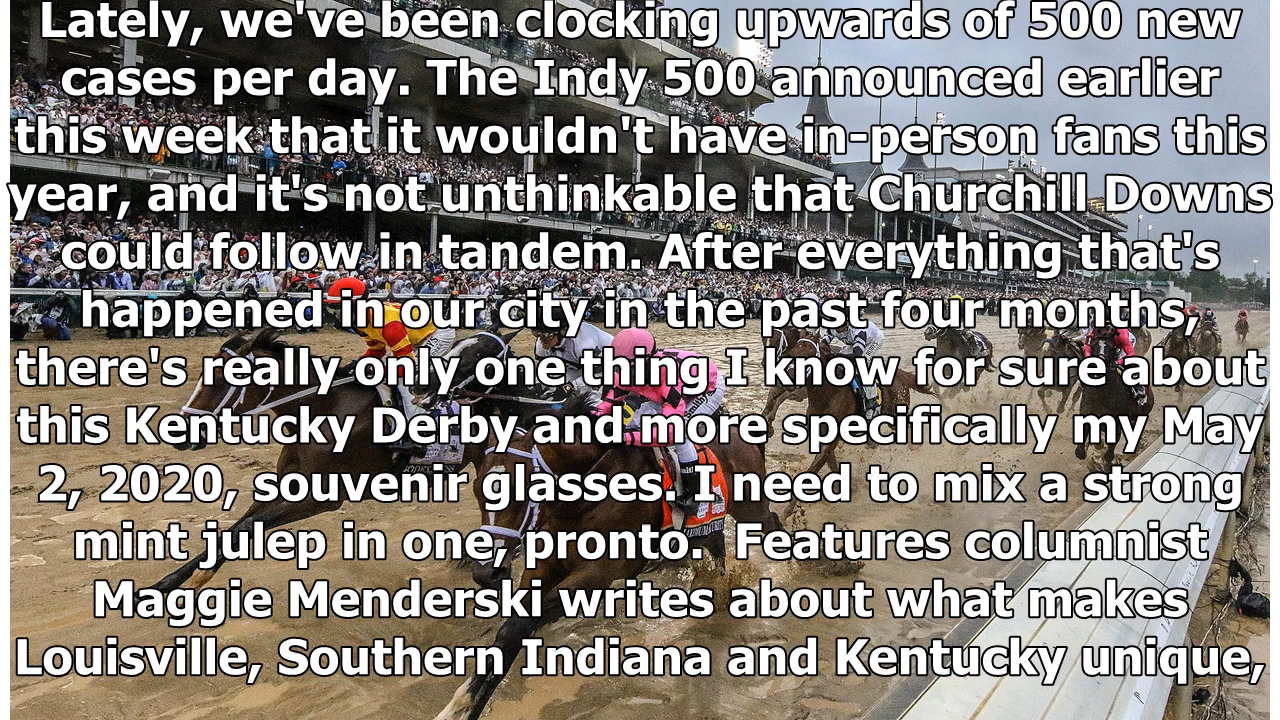 Lately, we've been clocking upwards of 500 new
cases per day. The Indy 500 announced earlier
this week that it wouldn't have in-person fans this
year, and it's not unthinkable that Churchill Downs
could follow in tandem. After everything that's
happened in our city in the past four months,
there's really only one thing I know for sure about
this Kentucky Derby and more specifically my May
2, 2020, souvenir glasses. I need to mix a strong
mint julep in one, pronto. Features columnist
Maggie Menderski writes about what makes
Louisville, Southern Indiana and Kentucky unique,